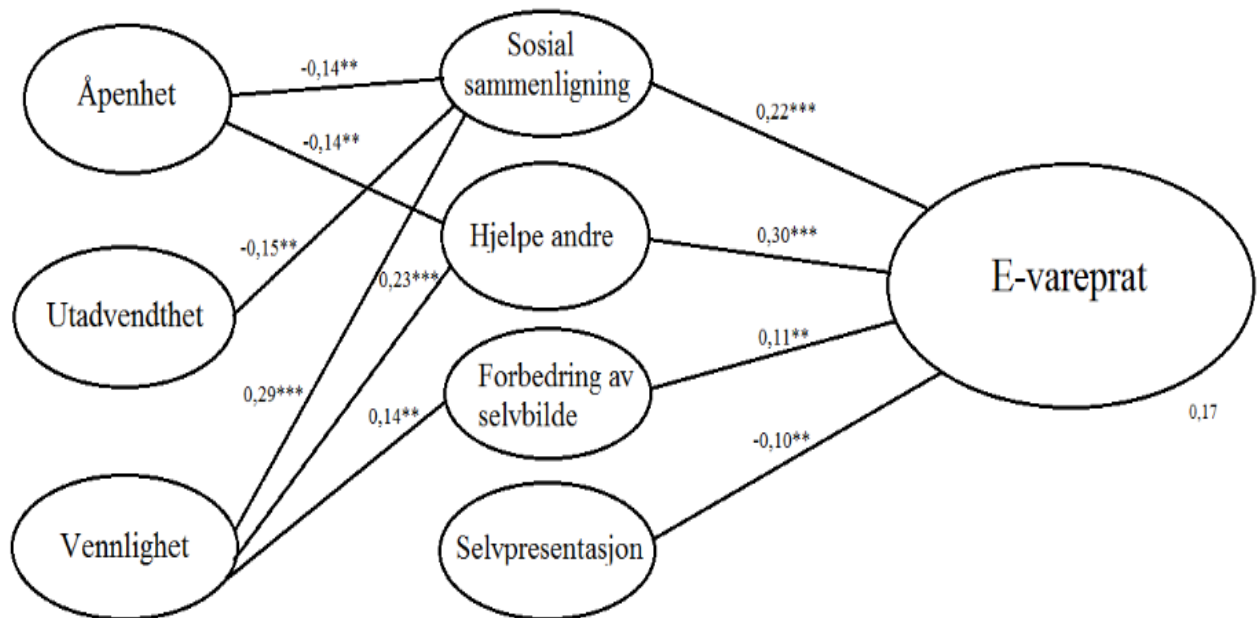 Sosial
sammenligning
Åpenhet
-0,14**
-0,14**
0,22***
Hjelpe andre
0,30***
E-vareprat
-0,15**
0,23***
Utadvendthet
Forbedring av
selvbilde
0,11**
0,29***
0,14**
0,17
-0,10**
Vennlighet
Selvpresentasjon